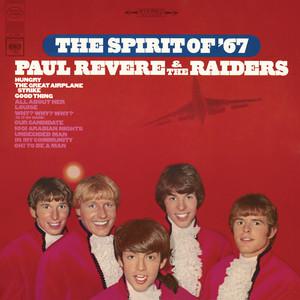 THE SPIRIT OF '67
PAUL REVERE & THE RAIDERS
HUNGRY
THE GREAT AIRPLANE
STRIKE
GOOD THING
ALL ABOUT HER
LOUISE
WHY? WHY? WHY?
OUR CANDIDATE
1001 ARABIAN NIGHTS
UNDECIDED MAN
IN MY COMMUNITY
OH! TO BE A MAN